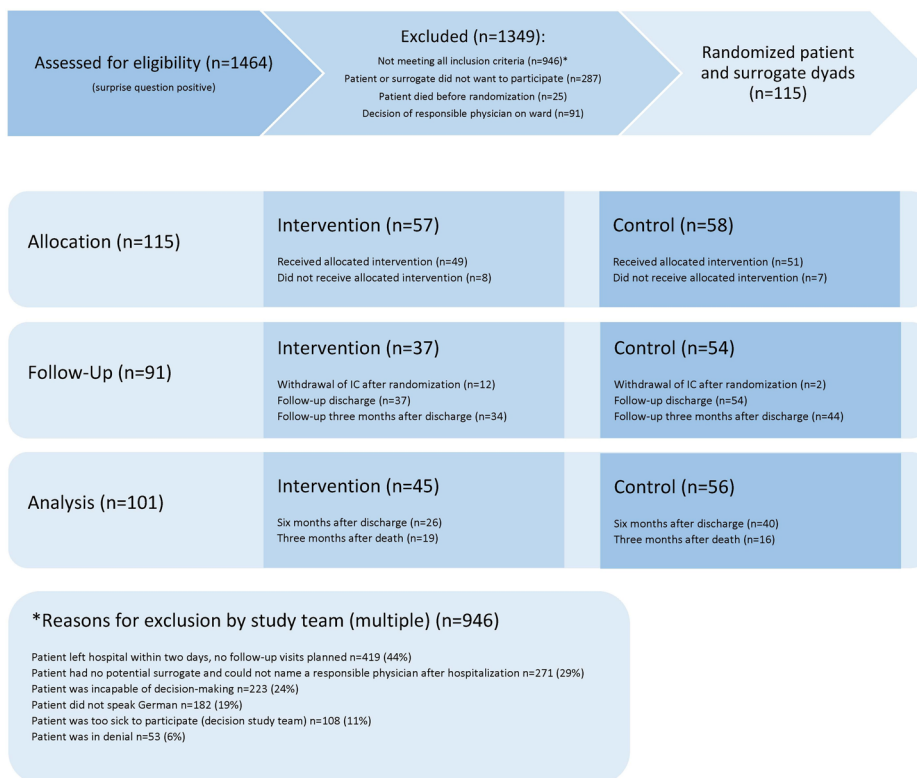 Assessed for eligibility (n=1464)
(surprise question positive)
Excluded (n=1349):
Not meeting all inclusion criteria (n=946)*
Patient or surrogate did not want to participate (n=287)
Patient died before randomization (n=25)
Decision of responsible physician on ward (n=91)
Randomized patient
and surrogate dyads
(n=115)
Allocation (n=115)
Intervention (n=57)
Received allocated intervention (n=49)
Did not receive allocated intervention (n=8)
Control (n=58)
Received allocated intervention (n=51)
Did not receive allocated intervention (n=7)
Follow-Up (n=91)
Intervention (n=37)
Withdrawal of IC after randomization (n=12)
Follow-up discharge (n=37)
Follow-up three months after discharge (n=34)
Control (n=54)
Withdrawal of IC after randomization (n=2)
Follow-up discharge (n=54)
Follow-up three months after discharge (n=44)
Analysis (n=101)
Intervention (n=45)
Six months after discharge (n=26)
Three months after death (n=19)
Control (n=56)
Six months after discharge (n=40)
Three months after death (n=16)
*Reasons for exclusion by study team (multiple) (n=946)
Patient left hospital within two days, no follow-up visits planned n=419 (44%)
Patient had no potential surrogate and could not name a responsible physician after hospitalization n=271 (29%)
Patient was incapable of decision-making n=223 (24%)
Patient did not speak German n=182 (19%)
Patient was too sick to participate (decision study team) n=108 (11%)
Patient was in denial n=53 (6%)